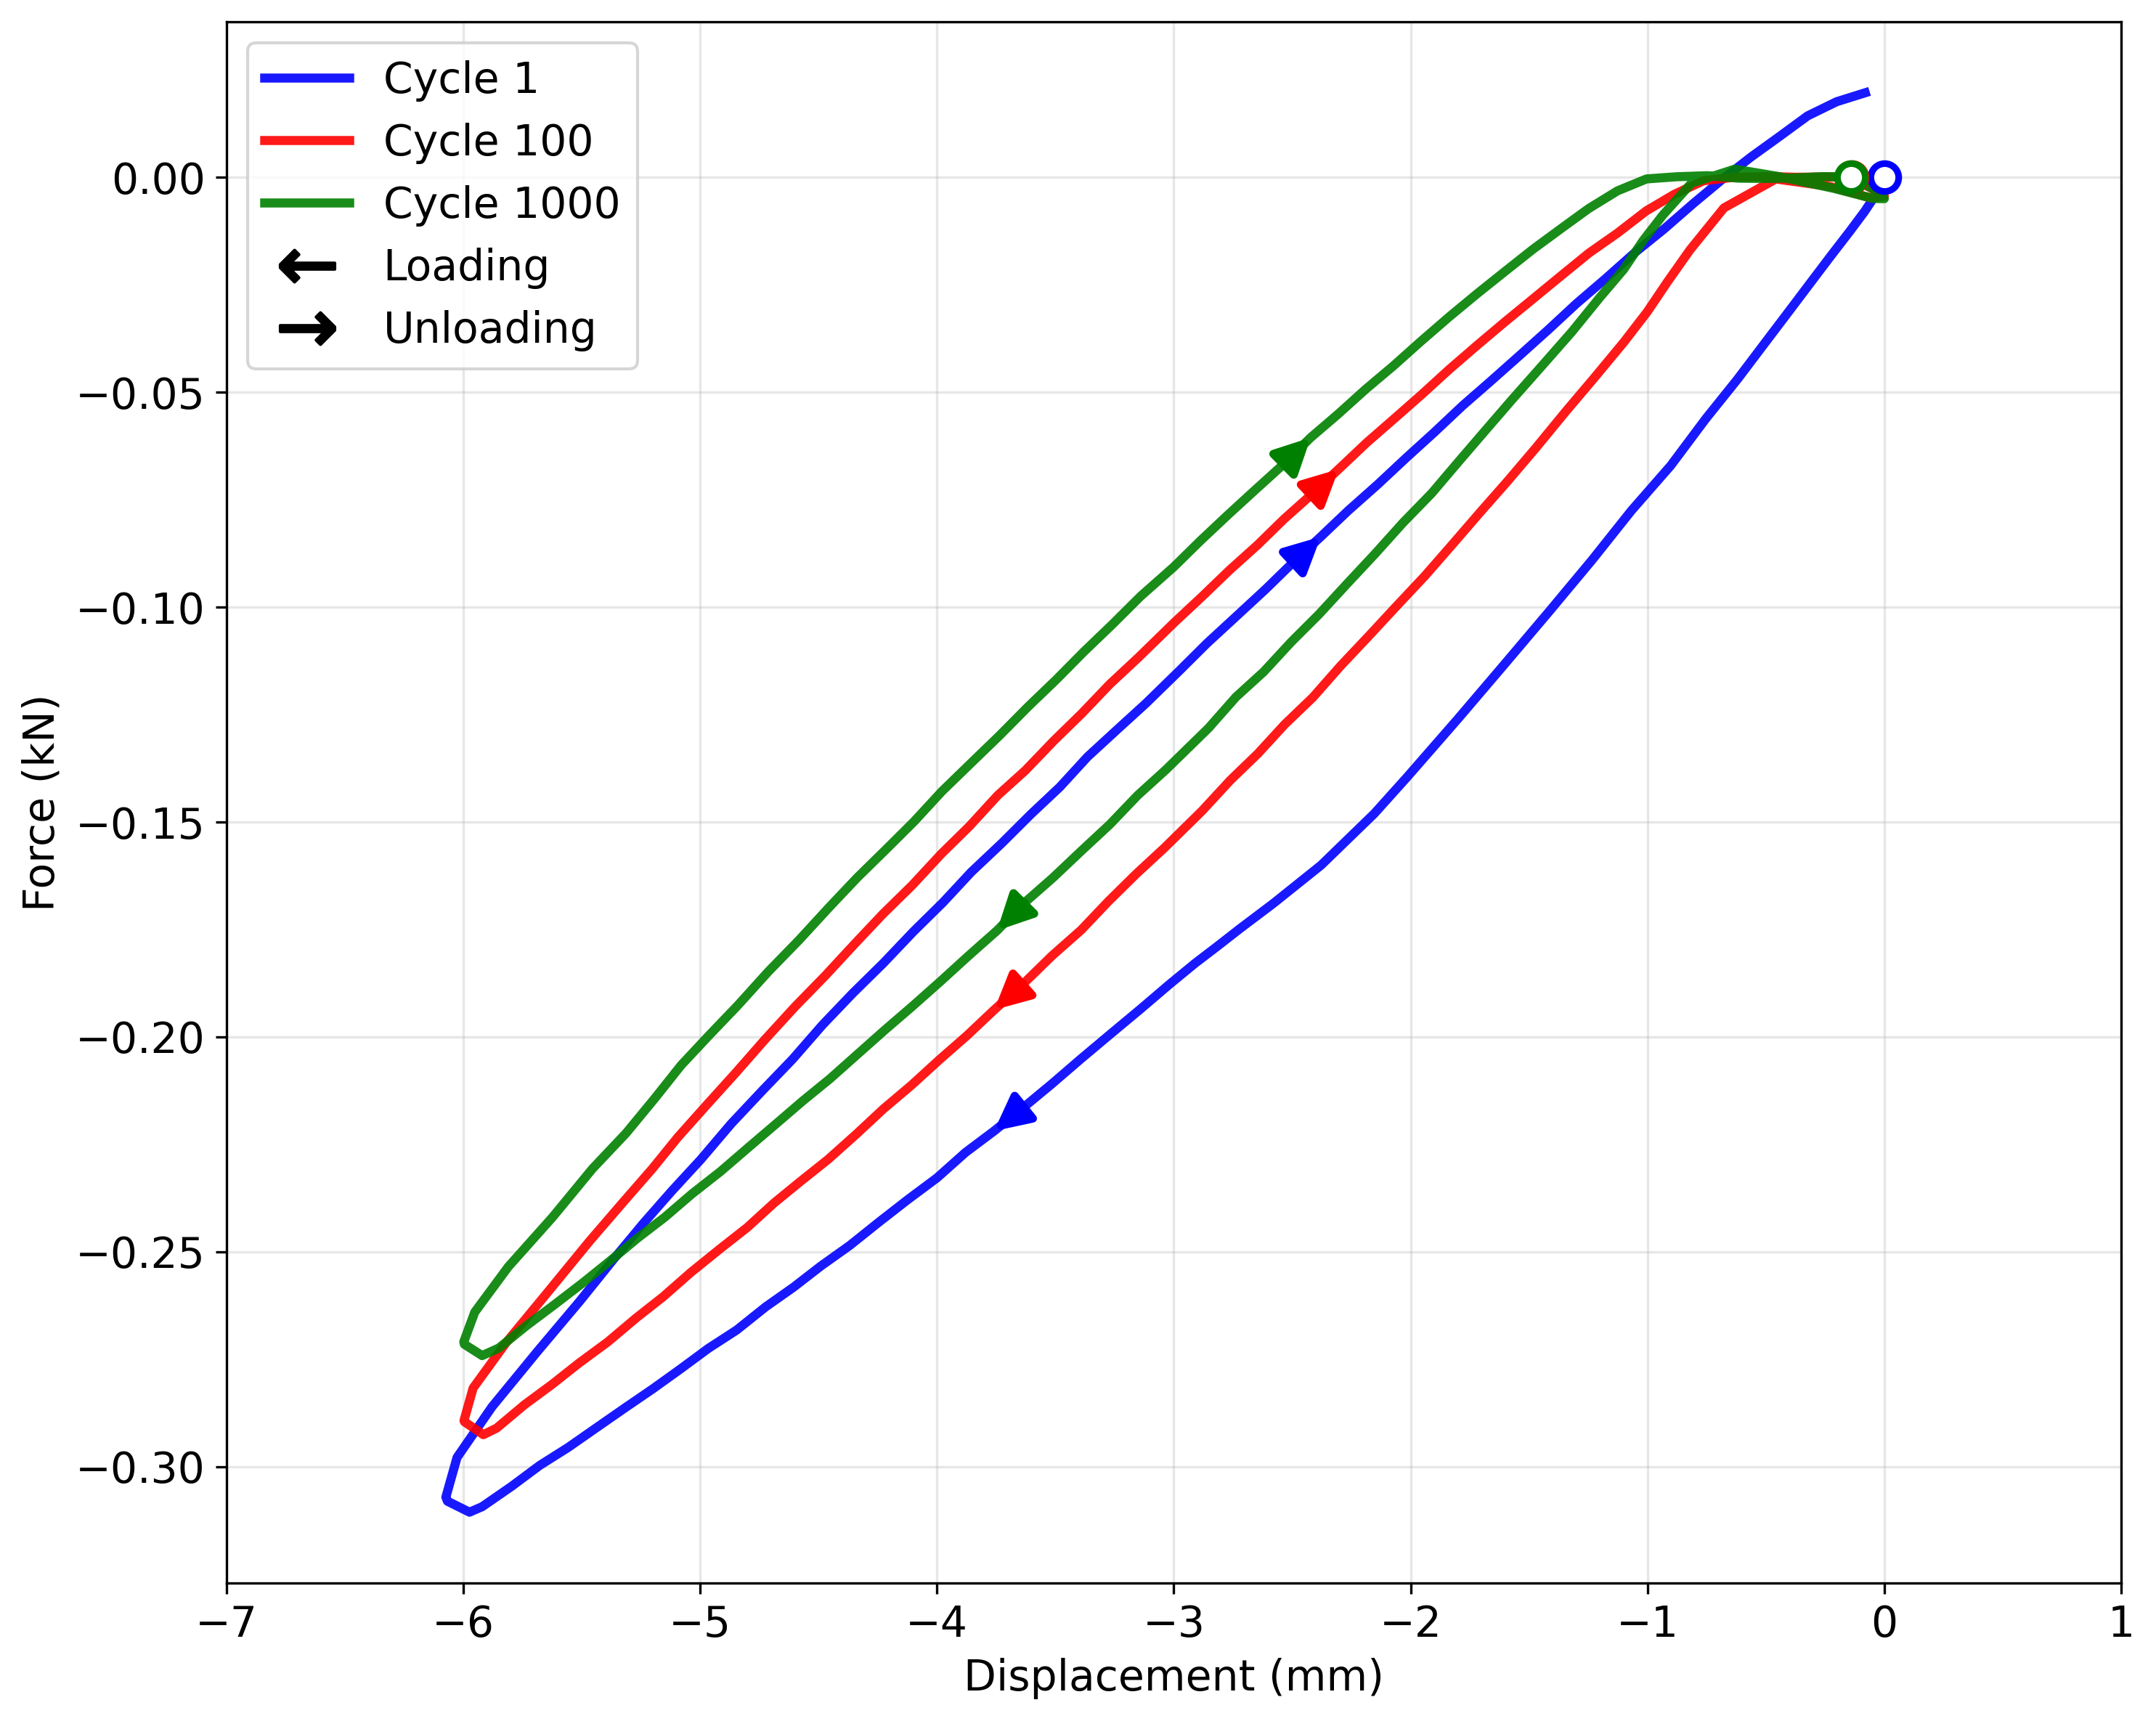 Cycle 1
Cycle 100
Cycle 1000
Loading
Unloading
0.00
−0.05
−0.10
−0.15
−0.20
−0.25
−0.30
Force (kN)
−7 −6 −5 −4 −3 −2 −1 0 1
Displacement (mm)